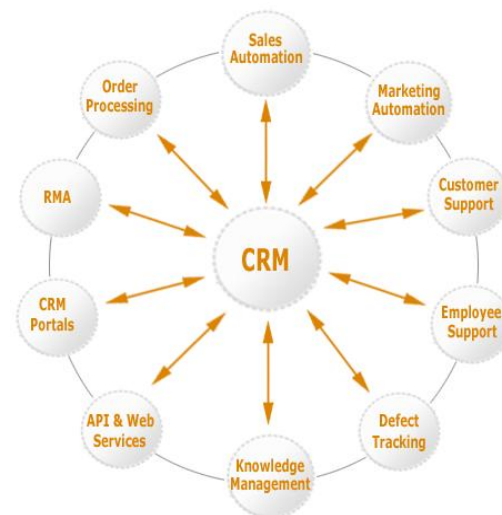 Sales
Automation
Marketing
Automation
Customer
Support
Employee
Support
Defect
Tracking
Knowledge
Management
API & Web
Services
CRM
Portals
RMA
Order
Processing
CRM